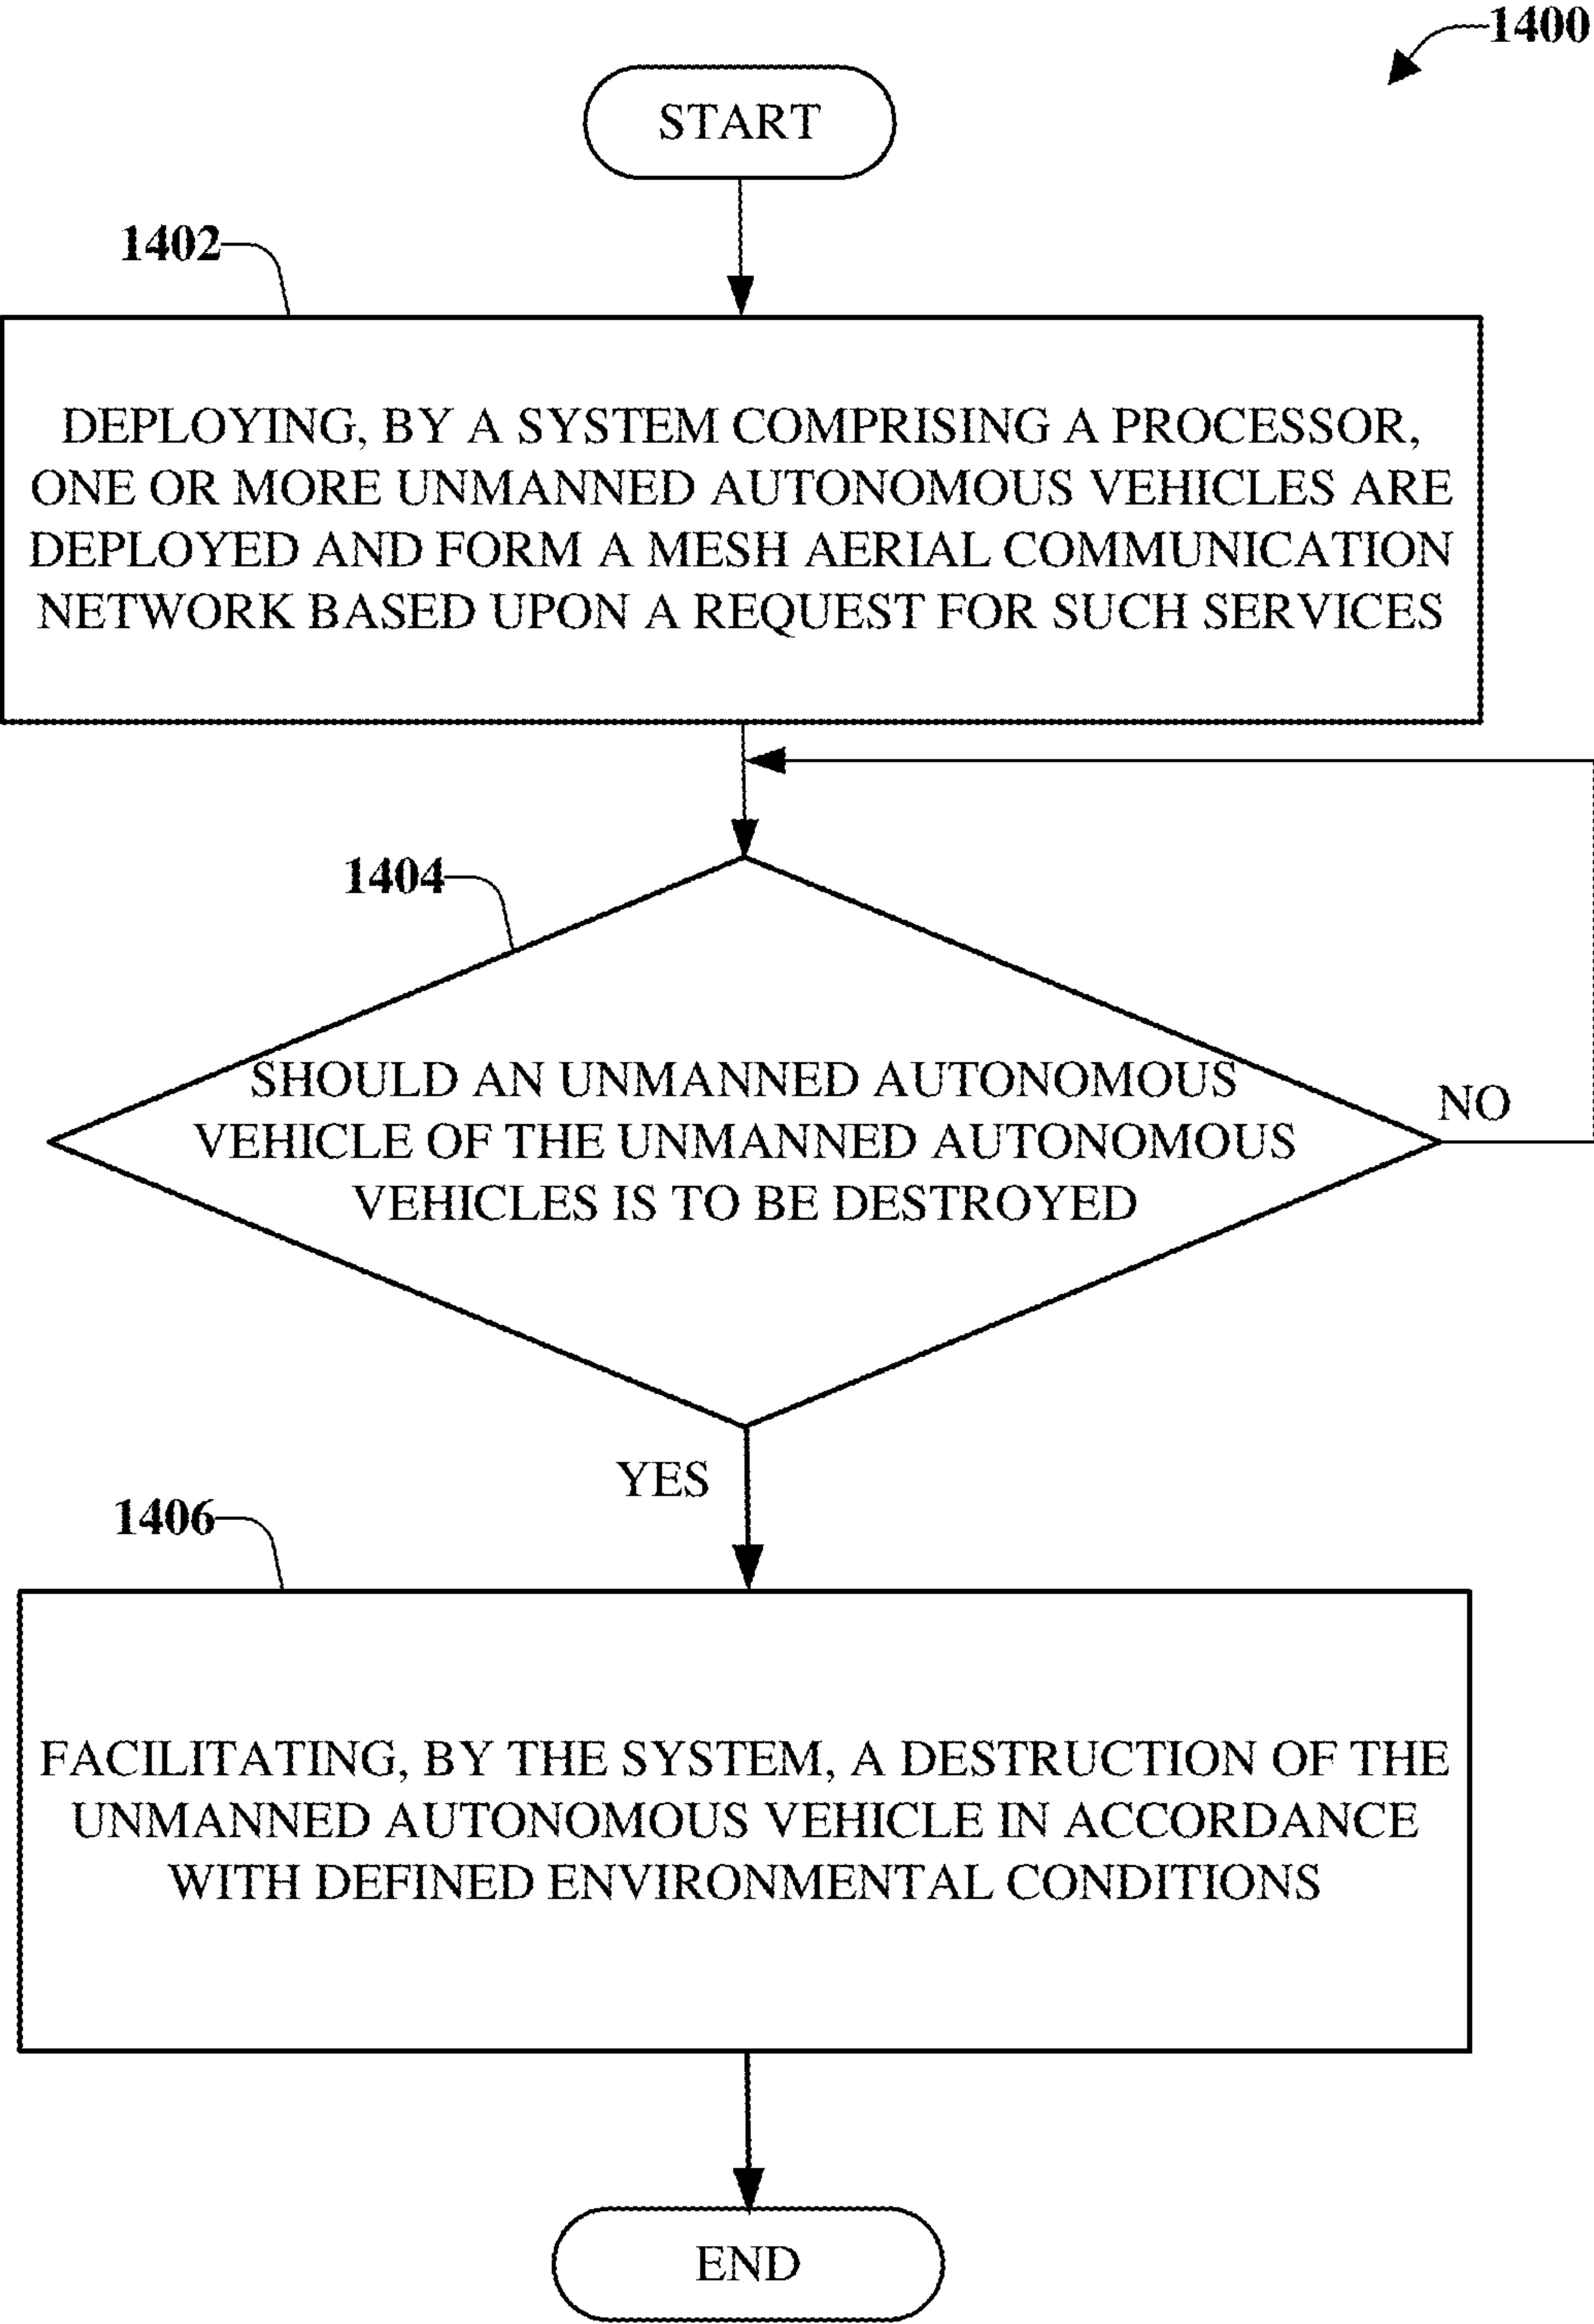 1400
START
1402
DEPLOYING, BY A SYSTEM COMPRISING A PROCESSOR,
ONE OR MORE UNMANNED AUTONOMOUS VEHICLES ARE
DEPLOYED AND FORM A MESH AERIAL COMMUNICATION
NETWORK BASED UPON A REQUEST FOR SUCH SERVICES
1404
SHOULD AN UNMANNED AUTONOMOUS
VEHICLE OF THE UNMANNED AUTONOMOUS
VEHICLES IS TO BE DESTROYED
NO
YES
1406
FACILITATING, BY THE SYSTEM, A DESTRUCTION OF THE
UNMANNED AUTONOMOUS VEHICLE IN ACCORDANCE
WITH DEFINED ENVIRONMENTAL CONDITIONS
END